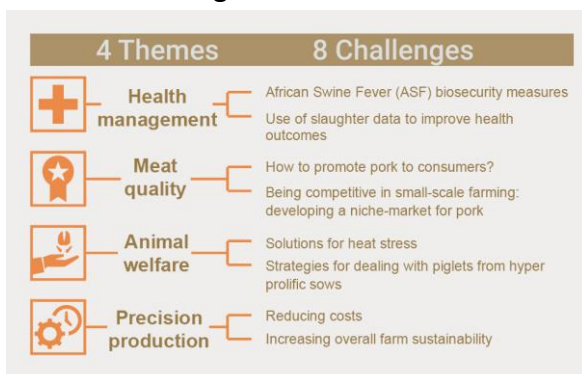 4 Themes 8 Challenges
Health management
African Swine Fever (ASF) biosecurity measures
Use of slaughter data to improve health
outcomes
Meat quality
How to promote pork to consumers?
Being competitive in small-scale farming:
developing a niche-market for pork
Animal welfare
Solutions for heat stress
Strategies for dealing with piglets from hyper
prolific sows
Precision production
Reducing costs
Increasing overall farm sustainability